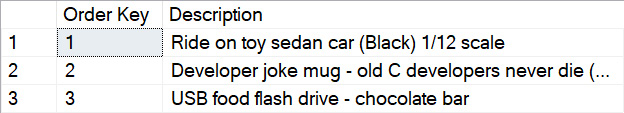 Order Key Description
1 1 Ride on toy sedan car (Black) 1/12 scale
2 2 Developer joke mug - old C developers never die (...
3 3 USB food flash drive - chocolate bar